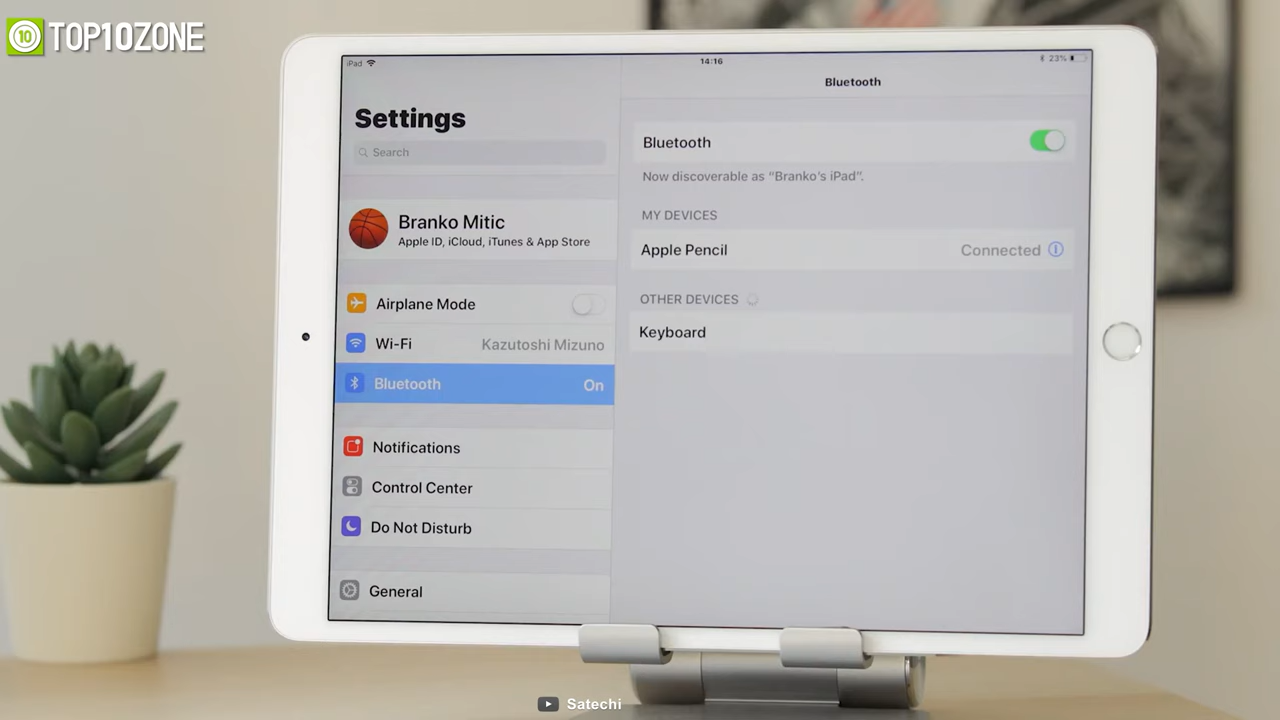 10 TOP10ZONE
iPad
14:16
23%
Settings
Search
Branko Mitic
Apple ID, iCloud, iTunes & App Store
Airplane Mode
Wi-Fi
Kazutoshi Mizuno
Bluetooth
On
Notifications
Control Center
Do Not Disturb
General
Bluetooth
Bluetooth
Now discoverable as “Branko’s iPad”.
MY DEVICES
Apple Pencil
Connected
OTHER DEVICES
Keyboard
Satechi